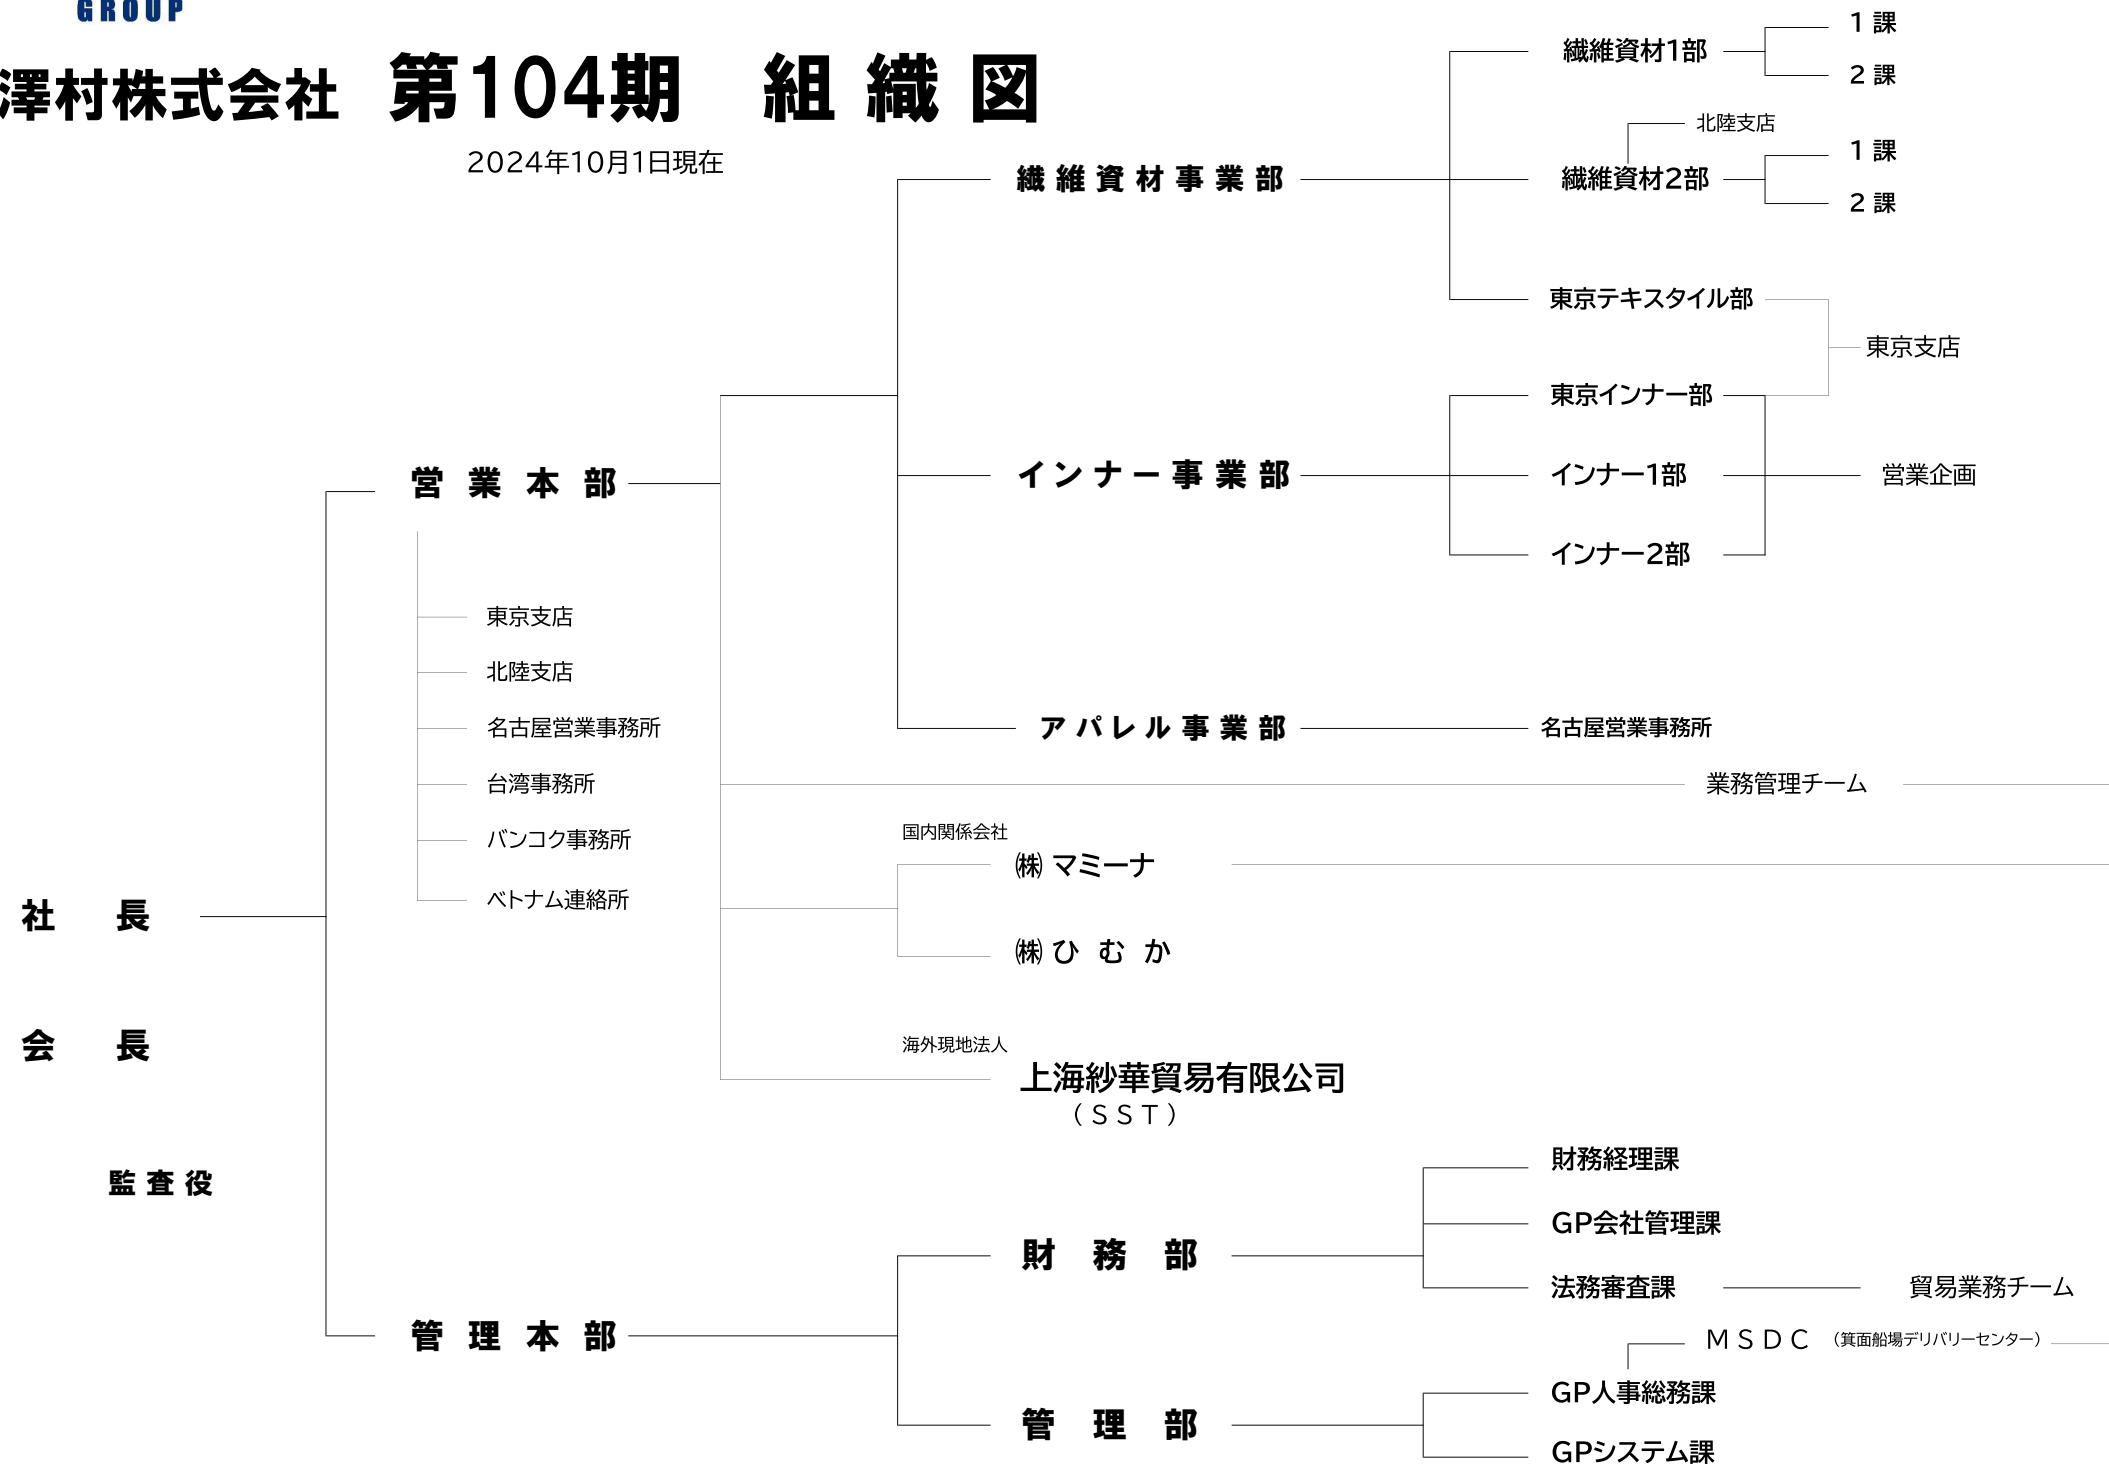 GROUP
澤村株式会社 第104期 組織図
2024年10月1日現在
繊維資材事業部
繊維資材1部
1課
2課
北陸支店
繊維資材2部
1課
2課
東京テキスタイル部
東京支店
営業本部
インナー事業部
東京インナー部
インナー1部
インナー2部
営業企画
東京支店
北陸支店
名古屋営業事務所
台湾事務所
バンコク事務所
ベトナム連絡所
アパレル事業部
名古屋営業事務所
業務管理チーム
国内関係会社
㈱マミーナ
㈱ひむか
海外現地法人
上海紗華貿易有限公司
(SST)
社長
会長
監査役
管理本部
財務部
財務経理課
GP会社管理課
法務審査課
貿易業務チーム
MSDC (箕面船場デリバリーセンター)
管理部
GP人事総務課
GPシステム課